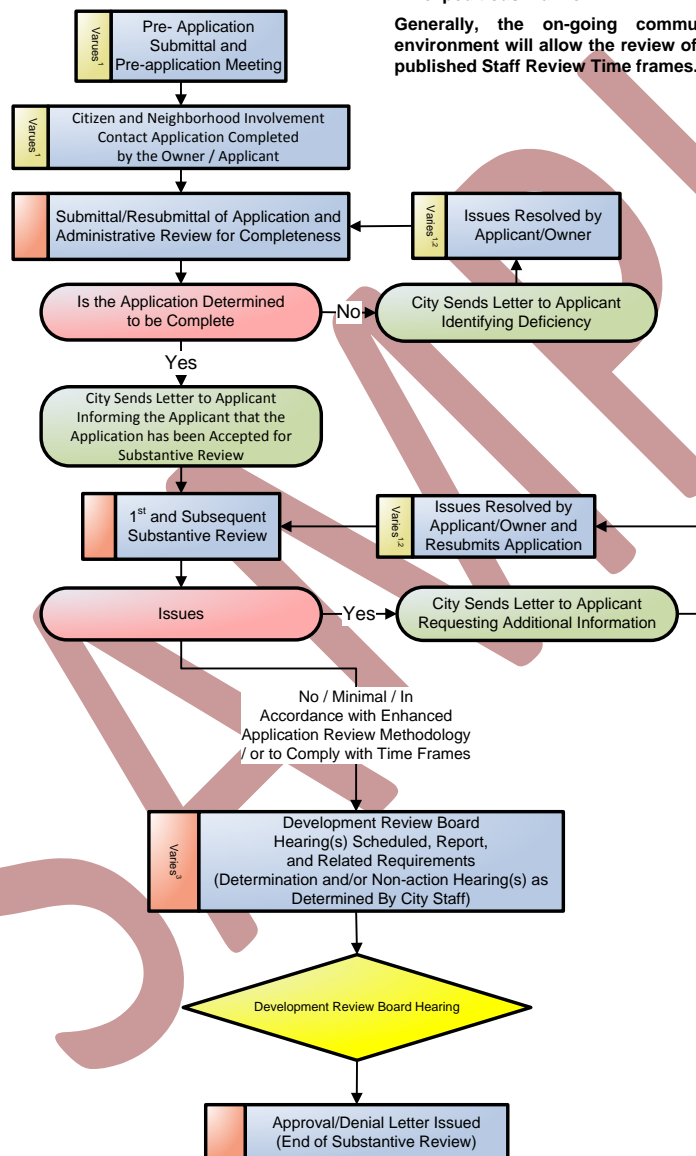 Generally, the on-going commu
environment will allow the review of
published Staff Review Time frames.
Varues1
Pre- Application
Submittal and
Pre-application Meeting
Varues1
Citizen and Neighborhood Involvement
Contact Application Completed
by the Owner / Applicant
Submittal/Resubmittal of Application and
Administrative Review for Completeness
Varies1,2
Issues Resolved by
Applicant/Owner
Is the Application Determined
to be Complete
No
City Sends Letter to Applicant
Identifying Deficiency
Yes
City Sends Letter to Applicant
Informing the Applicant that the
Application has been Accepted for
Substantive Review
1st and Subsequent
Substantive Review
Varies1,2
Issues Resolved by
Applicant/Owner and
Resubmits Application
Issues
Yes
City Sends Letter to Applicant
Requesting Additional Information
No / Minimal / In
Accordance with Enhanced
Application Review Methodology
/ or to Comply with Time Frames
Varies3
Development Review Board
Hearing(s) Scheduled, Report,
and Related Requirements
(Determination and/or Non-action Hearing(s) as
Determined By City Staff)
Development Review Board Hearing
Approval/Denial Letter Issued
(End of Substantive Review)